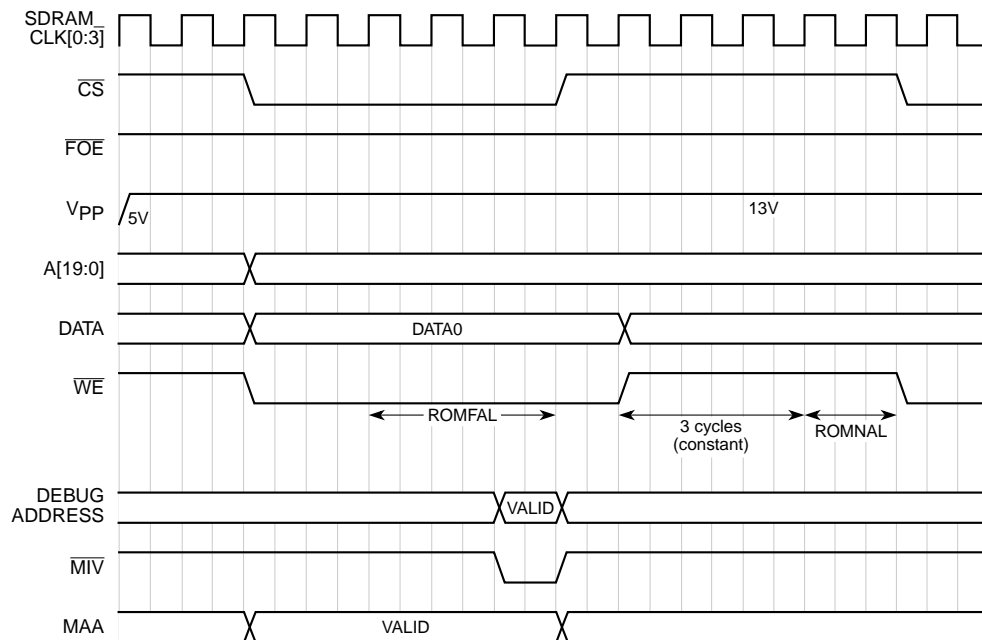 SDRAM_
CLK[0:3]
CS
FOE
VPP
5V
13V
A[19:0]
DATA
DATA0
WE
ROMFAL
3 cycles
(constant)
ROMNAL
DEBUG
ADDRESS
VALID
MIV
MAA
VALID